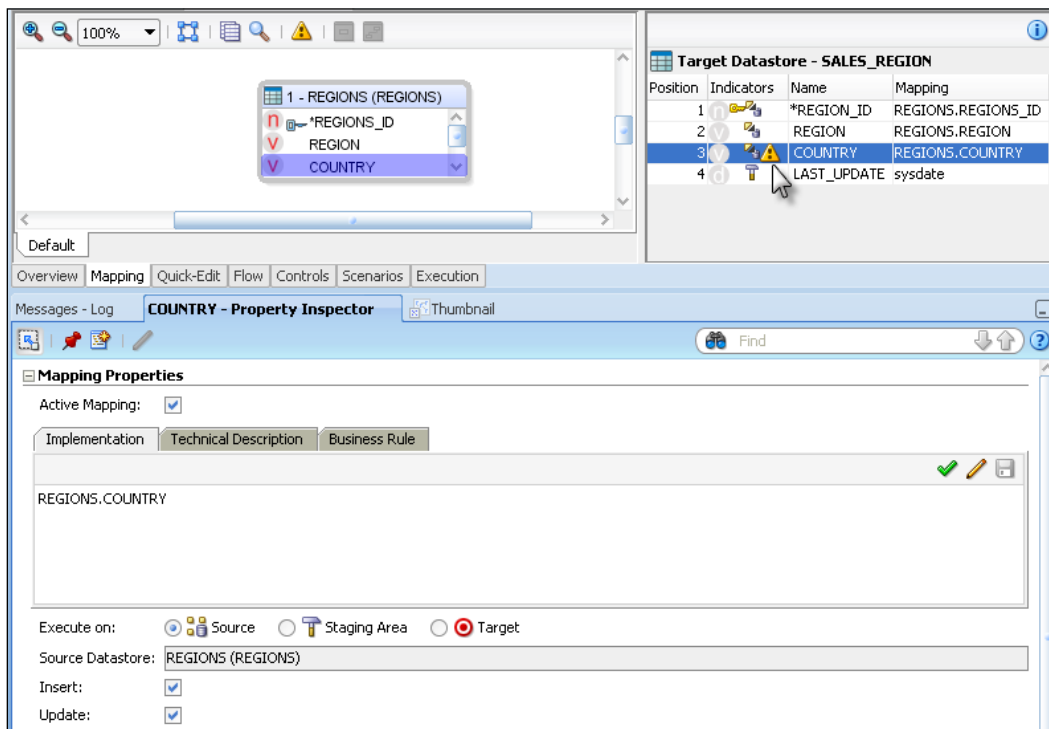 100%
1 - REGIONS (REGIONS)
n *REGIONS_ID
V REGION
V COUNTRY
Default
Target Datastore - SALES_REGION
Position Indicators Name Mapping
1 n *REGION_ID REGIONS.REGIONS_ID
2 v REGION REGIONS.REGION
3 v COUNTRY REGIONS.COUNTRY
4 d LAST_UPDATE sysdate
Overview Mapping Quick-Edit Flow Controls Scenarios Execution
Messages - Log COUNTRY - Property Inspector Thumbnail
Find
Mapping Properties
Active Mapping:
Implementation Technical Description Business Rule
REGIONS.COUNTRY
Execute on: Source Staging Area Target
Source Datastore: REGIONS (REGIONS)
Insert:
Update: